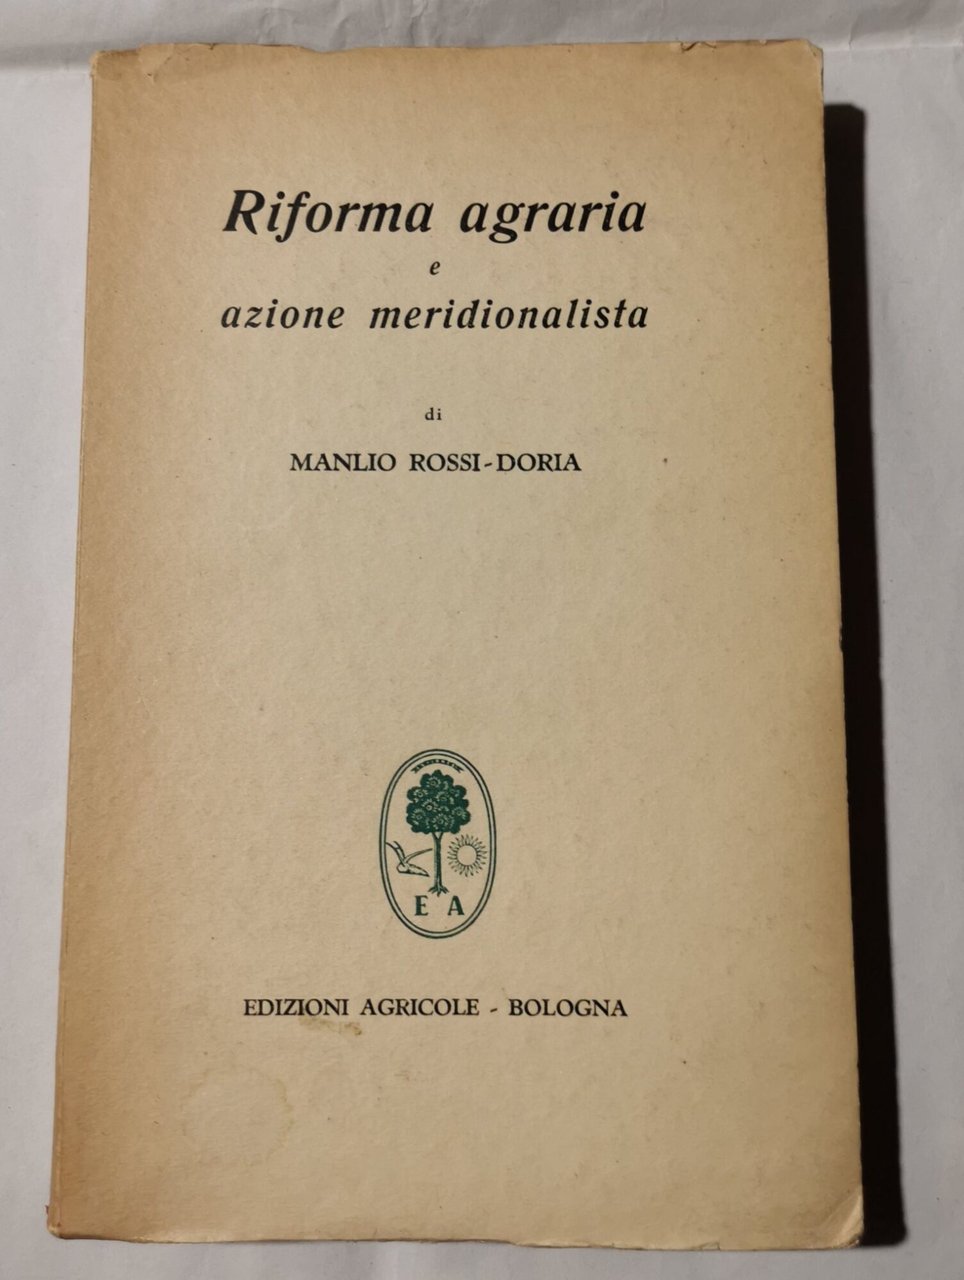 Riforma agraria
e
azione meridionalista
di
MANLIO ROSSI-DORIA
E A
EDIZIONI AGRICOLE - BOLOGNA